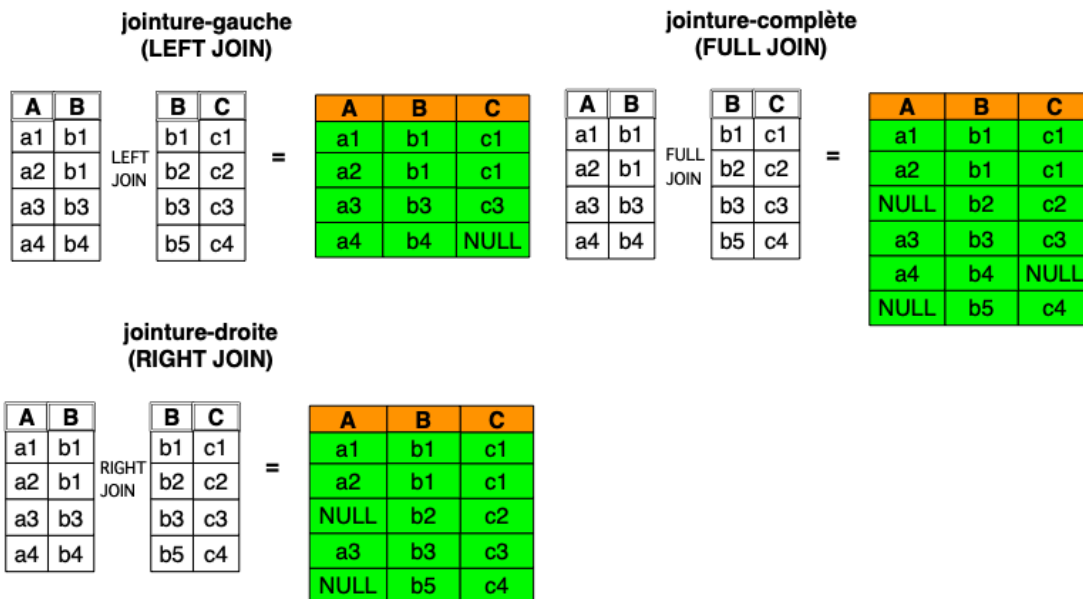 jointure-gauche
(LEFT JOIN)
A B
a1 b1
a2 b1
a3 b3
a4 b4
LEFT
JOIN
B C
b1 c1
b2 c2
b3 c3
b5 c4
=
A B C
a1 b1 c1
a2 b1 c1
a3 b3 c3
a4 b4 NULL
jointure-complète
(FULL JOIN)
A B
a1 b1
a2 b1
a3 b3
a4 b4
FULL
JOIN
B C
b1 c1
b2 c2
b3 c3
b5 c4
=
A B C
a1 b1 c1
a2 b1 c1
NULL b2 c2
a3 b3 c3
a4 b4 NULL
NULL b5 c4
jointure-droite
(RIGHT JOIN)
A B
a1 b1
a2 b1
a3 b3
a4 b4
RIGHT
JOIN
B C
b1 c1
b2 c2
b3 c3
b5 c4
=
A B C
a1 b1 c1
a2 b1 c1
NULL b2 c2
a3 b3 c3
NULL b5 c4